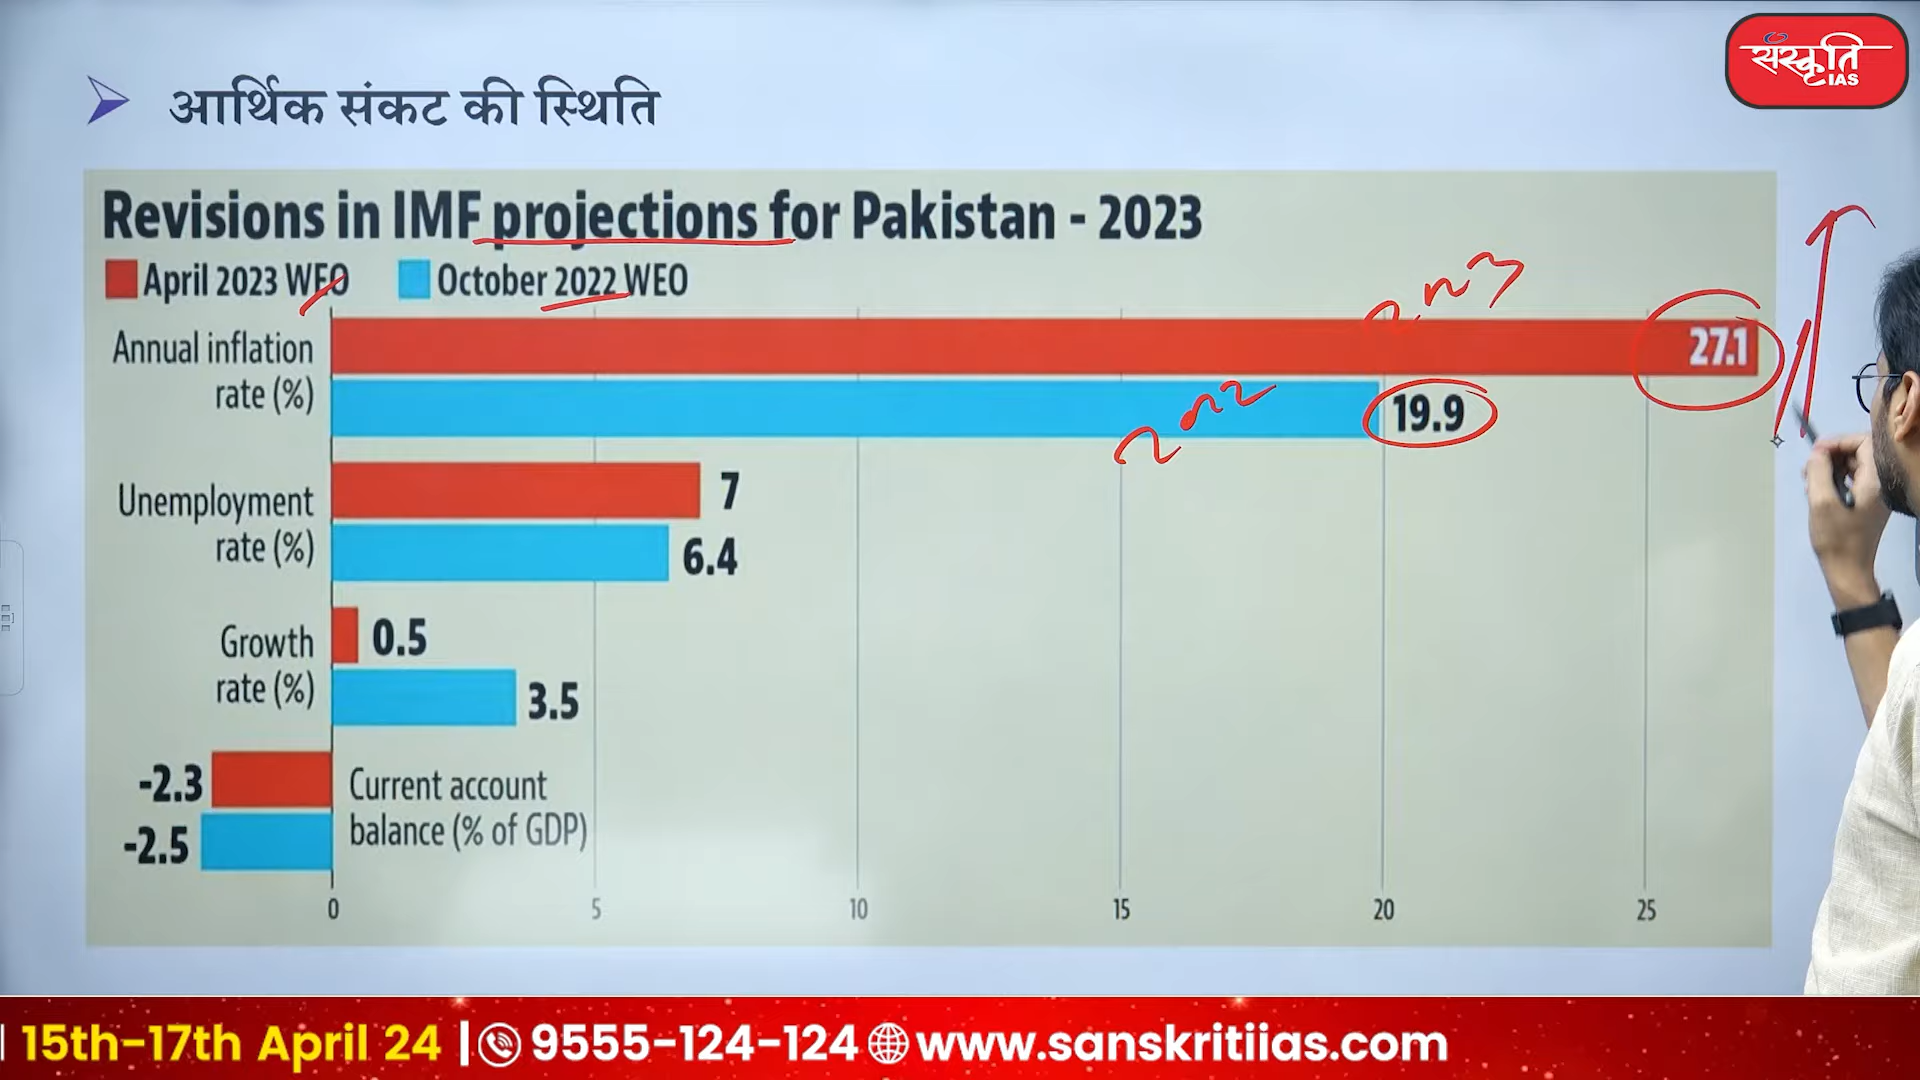 संस्कृति
IAS
आर्थिक संकट की स्थिति
Revisions in IMF projections for Pakistan - 2023
April 2023 WEO October 2022 WEO
Annual inflation
rate (%)
27.1
19.9
2023
2022
Unemployment
rate (%)
7
6.4
Growth
rate (%)
0.5
3.5
-2.3
-2.5
Current account
balance (% of GDP)
0 5 10 15 20 25
15th-17th April 24 | 9555-124-124 www.sanskritiias.com